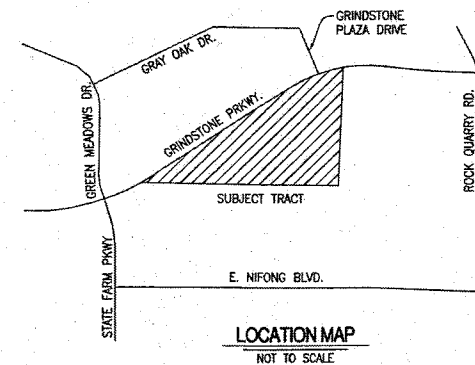 GRINDSTONE
PLAZA DRIVE
GRAY OAK DR.
GREEN MEADOWS DR.
GRINDSTONE PRKWY.
ROCK QUARRY RD.
SUBJECT TRACT
STATE FARM PKWY
E. NIFONG BLVD.
LOCATION MAP
NOT TO SCALE